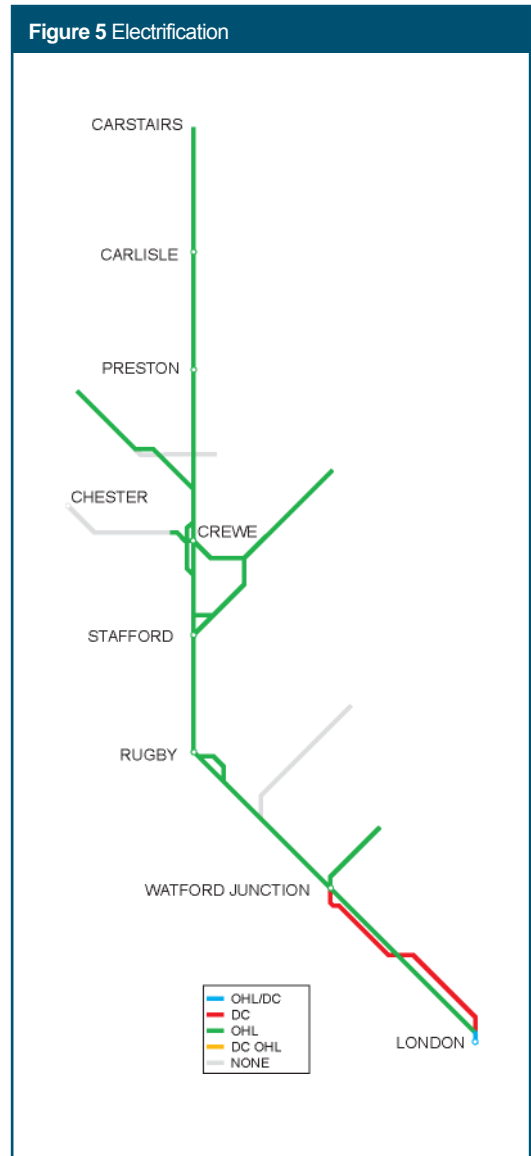 Figure 5 Electrification
CARSTAIRS
CARLISLE
PRESTON
CHESTER
CREWE
STAFFORD
RUGBY
WATFORD JUNCTION
OHL/DC
DC
OHL
DC OHL
NONE
LONDON